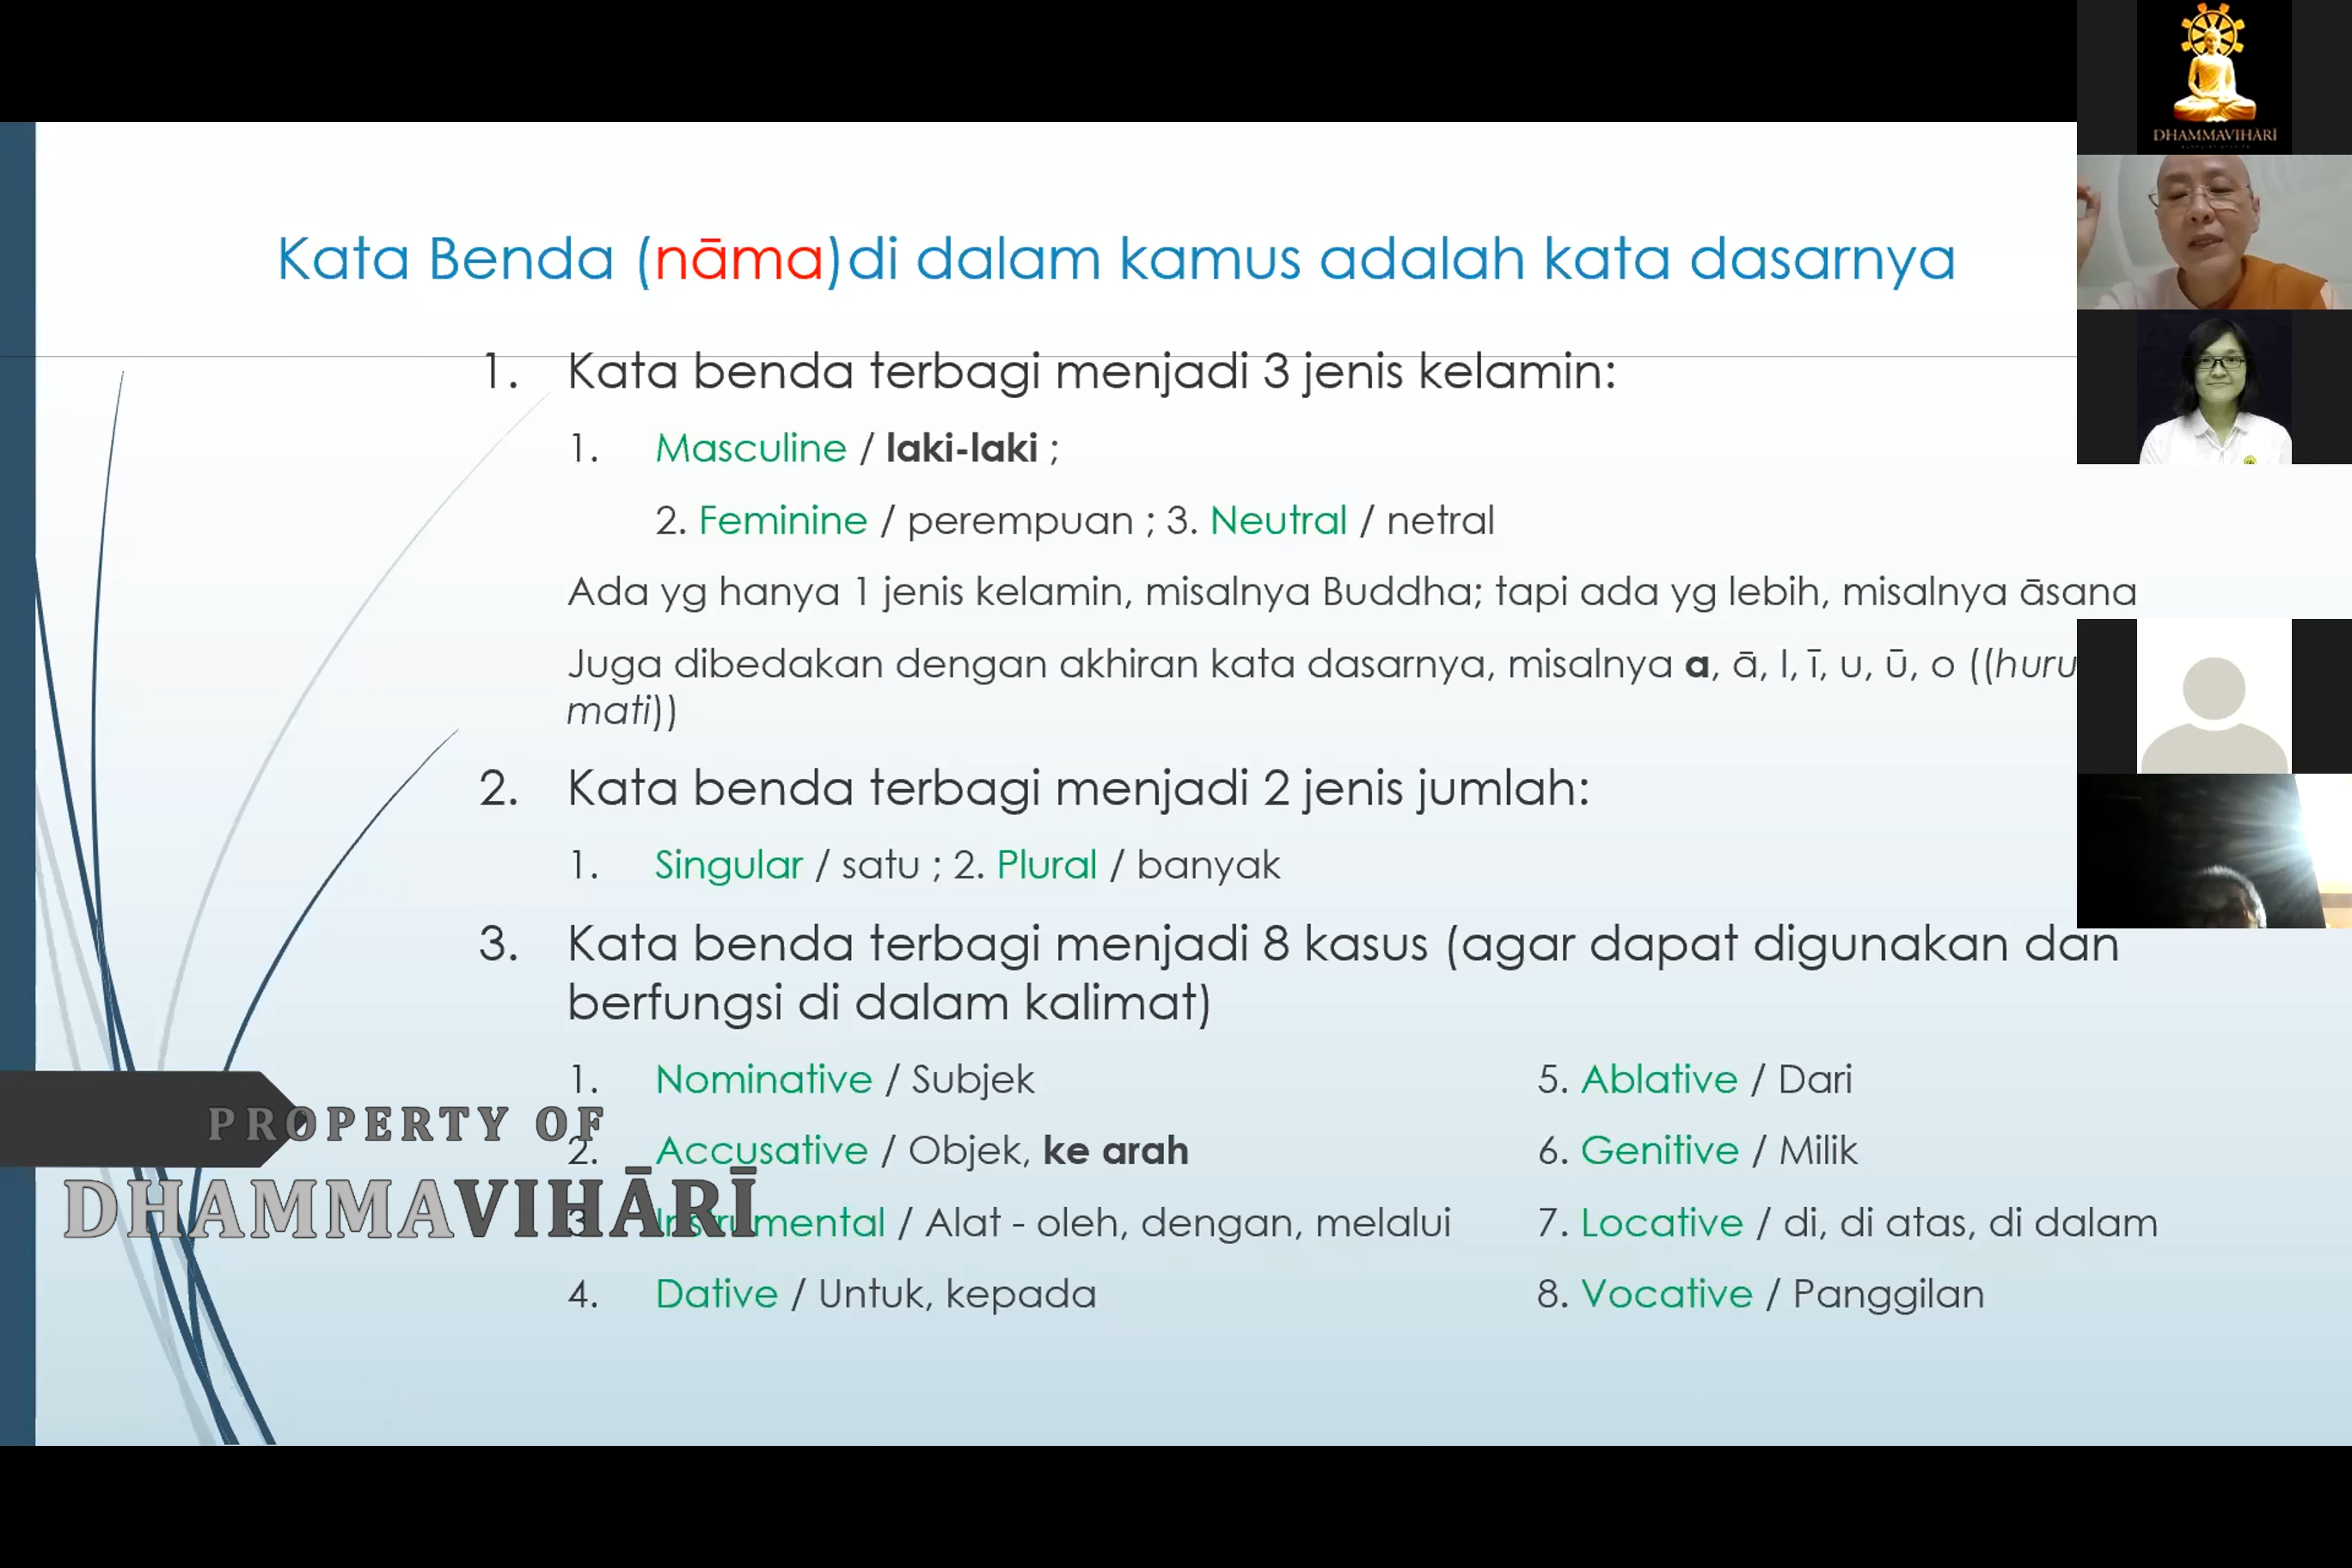 DHAMMAVIHĀRĪ
Kata Benda (nāma)di dalam kamus adalah kata dasarnya
1. Kata benda terbagi menjadi 3 jenis kelamin:
1. Masculine / laki-laki ;
2. Feminine / perempuan ; 3. Neutral / netral
Ada yg hanya 1 jenis kelamin, misalnya Buddha; tapi ada yg lebih, misalnya āsana
Juga dibedakan dengan akhiran kata dasarnya, misalnya a, ā, I, ī, u, ū, o ((huru
mati))
2. Kata benda terbagi menjadi 2 jenis jumlah:
1. Singular / satu ; 2. Plural / banyak
3. Kata benda terbagi menjadi 8 kasus (agar dapat digunakan dan
berfungsi di dalam kalimat)
1. Nominative / Subjek
2. Accusative / Objek, ke arah
3. Instrumental / Alat - oleh, dengan, melalui
4. Dative / Untuk, kepada
5. Ablative / Dari
6. Genitive / Milik
7. Locative / di, di atas, di dalam
8. Vocative / Panggilan
PROPERTY OF
DHAMMAVIHĀRĪ